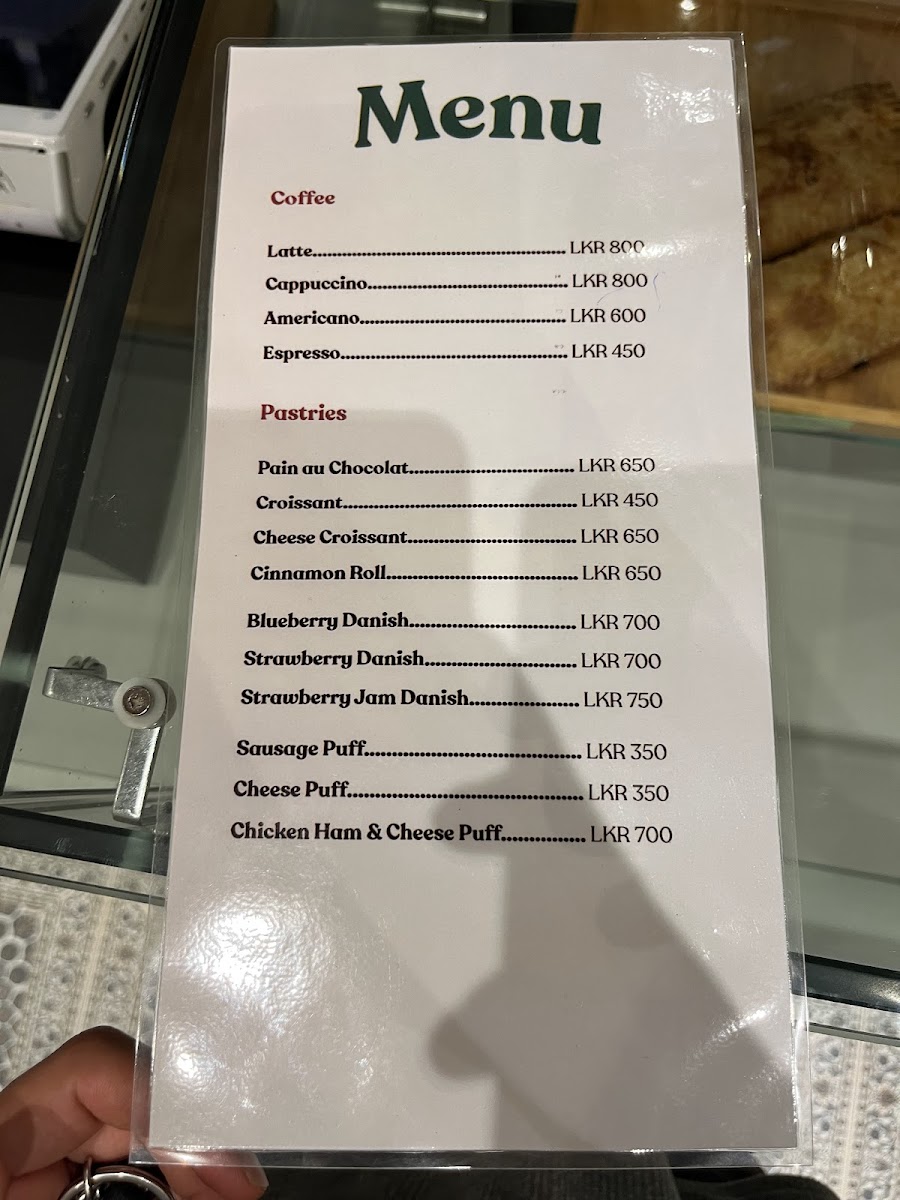 Menu
Coffee
Latte.......................................................... LKR 800
Cappuccino.............................................. LKR 800
Americano............................................... LKR 600
Espresso................................................... LKR 450
Pastries
Pain au Chocolat................................... LKR 650
Croissant.................................................. LKR 450
Cheese Croissant.................................... LKR 650
Cinnamon Roll........................................ LKR 650
Blueberry Danish................................... LKR 700
Strawberry Danish................................ LKR 700
Strawberry Jam Danish....................... LKR 750
Sausage Puff............................................ LKR 350
Cheese Puff............................................... LKR 350
Chicken Ham & Cheese Puff................ LKR 700